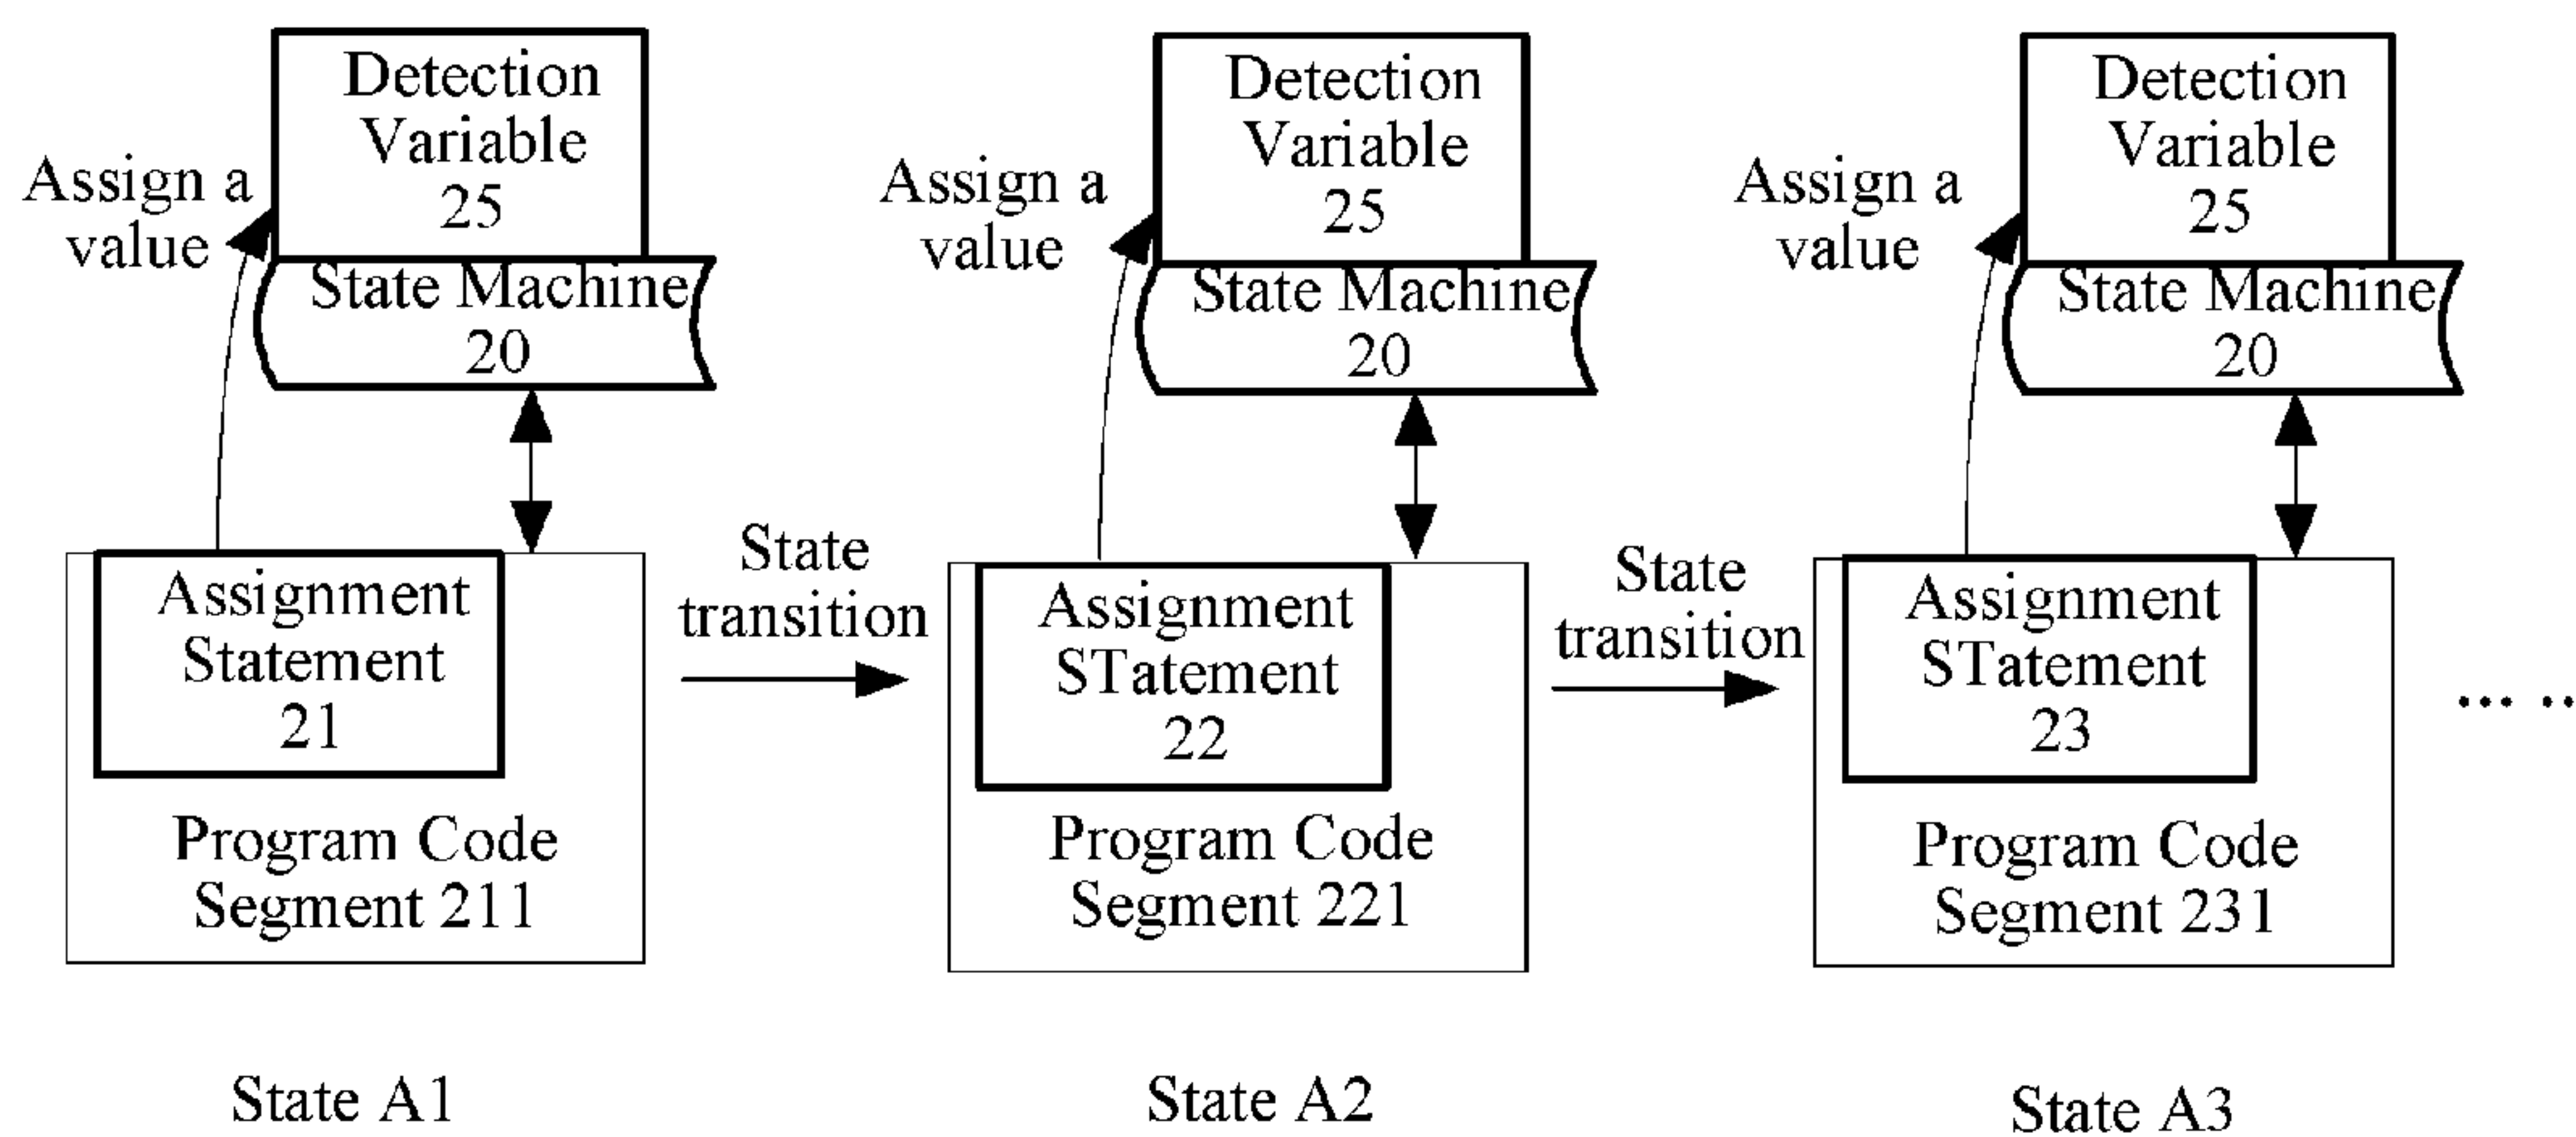 Detection
Variable
25
Assign a
value
State Machine
20
Assignment
Statement
21
Program Code
Segment 211
State A1
State
transition
Detection
Variable
25
Assign a
value
State Machine
20
Assignment
STatement
22
Program Code
Segment 221
State A2
State
transition
Detection
Variable
25
Assign a
value
State Machine
20
Assignment
STatement
23
Program Code
Segment 231
State A3
... ..